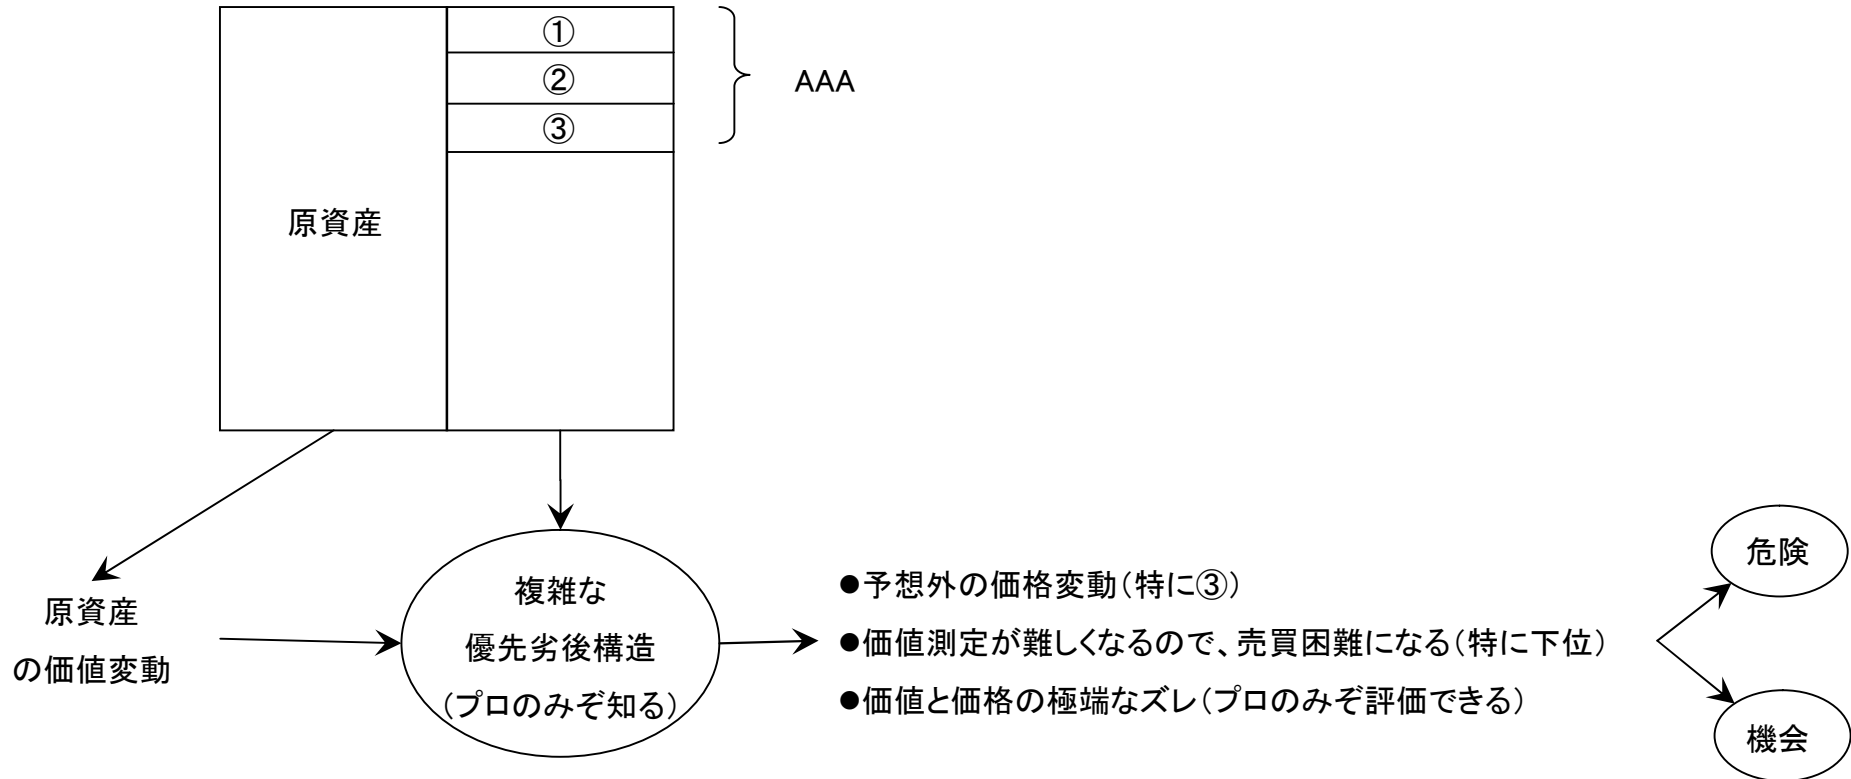 ①
②
③
AAA
原資産
原資産
の価値変動
複雑な
優先劣後構造
(プロのみぞ知る)
●予想外の価格変動(特に③)
●価値測定が難しくなるので、売買困難になる(特に下位)
●価値と価格の極端なズレ(プロのみぞ評価できる)
危険
機会